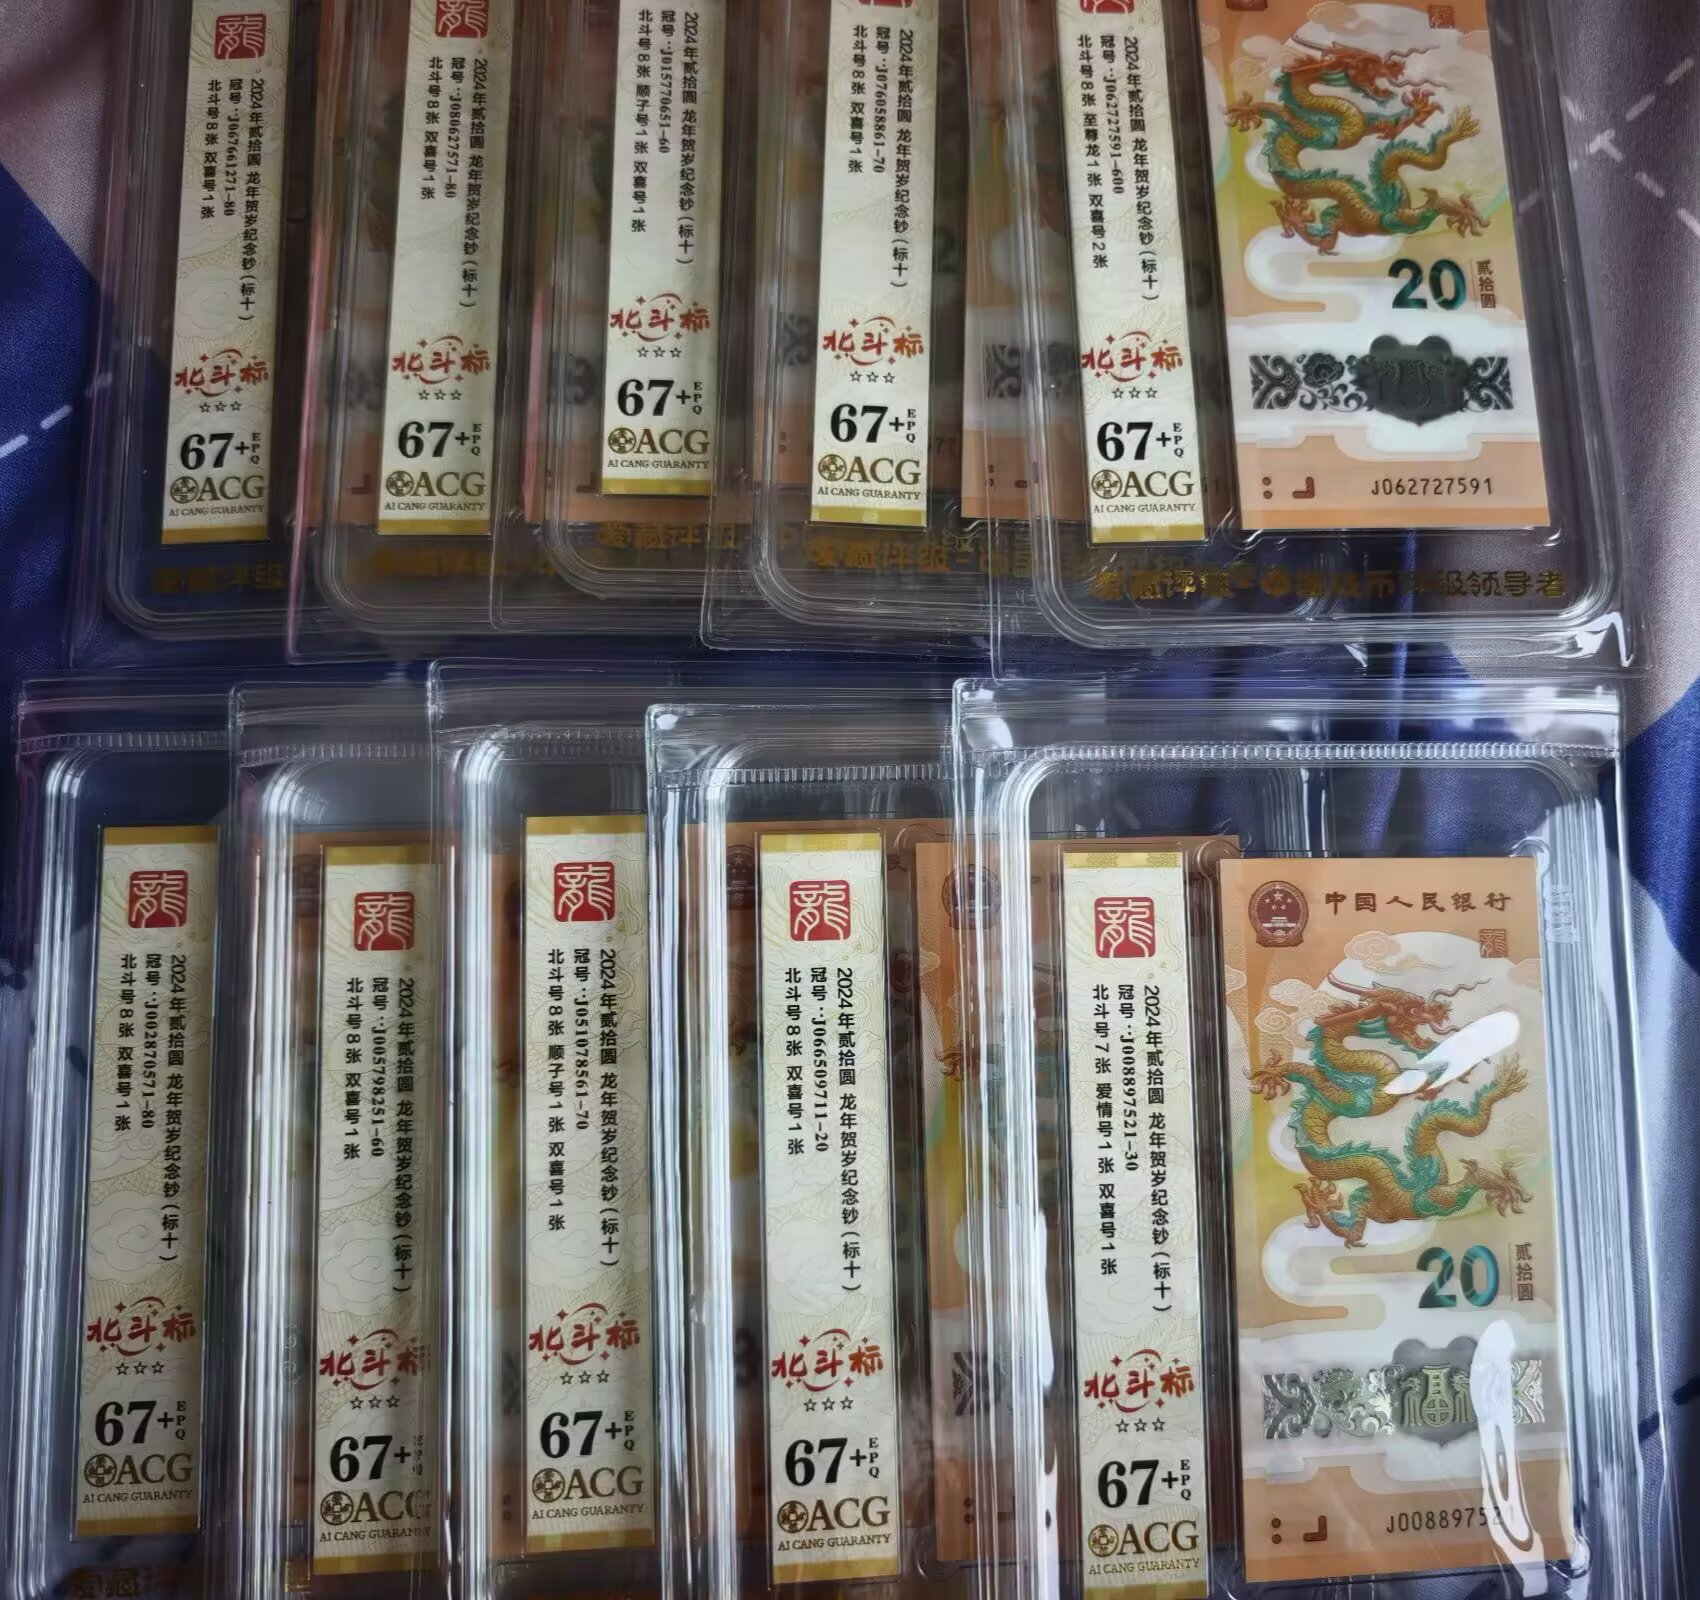 龍
2024年贰拾圆 龙年贺岁纪念钞(标十)
冠号:J067661271-80
北斗号8张 双喜号1张
北斗标
☆☆☆
67+EPQ
ACG
AI CANG GUARANTY
2024年贰拾圆 龙年贺岁纪念钞(标十)
冠号:J080627571-80
北斗号8张 双喜号1张
北斗标
☆☆☆
67+EPQ
ACG
AI CANG GUARANTY
2024年贰拾圆 龙年贺岁纪念钞(标十)
冠号:J015770651-60
北斗号8张 顺子号1张 双喜号1张
北斗标
☆☆☆
67+EPQ
ACG
AI CANG GUARANTY
2024年贰拾圆 龙年贺岁纪念钞(标十)
冠号:J076058861-70
北斗号8张 双喜号1张
北斗标
☆☆☆
67+EPQ
ACG
AI CANG GUARANTY
2024年贰拾圆 龙年贺岁纪念钞(标十)
冠号:J062727591-600
北斗号8张 至尊龙1张 双喜号2张
北斗标
☆☆☆
67+EPQ
ACG
AI CANG GUARANTY
20
贰拾圆
J062727591
领导者
龍
2024年贰拾圆 龙年贺岁纪念钞(标十)
冠号:J002870571-80
北斗号8张 双喜号1张
北斗标
☆☆☆
67+EPQ
ACG
AI CANG GUARANTY
龍
2024年贰拾圆 龙年贺岁纪念钞(标十)
冠号:J005798251-60
北斗号8张 双喜号1张
北斗标
☆☆☆
67+
ACG
AI CANG GUARANTY
龍
2024年贰拾圆 龙年贺岁纪念钞(标十)
冠号:J051078561-70
北斗号8张 顺子号1张 双喜号1张
北斗标
☆☆☆
67+EPQ
ACG
AI CANG GUARANTY
龍
2024年贰拾圆 龙年贺岁纪念钞(标十)
冠号:J066509711-20
北斗号8张 双喜号1张
北斗标
☆☆☆
67+EPQ
ACG
AI CANG GUARANTY
龍
2024年贰拾圆 龙年贺岁纪念钞(标十)
冠号:J008897521-30
北斗号7张 爱情号1张 双喜号1张
北斗标
☆☆☆
67+EPQ
ACG
AI CANG GUARANTY
中国人民银行
20
贰拾圆
福
J00889752